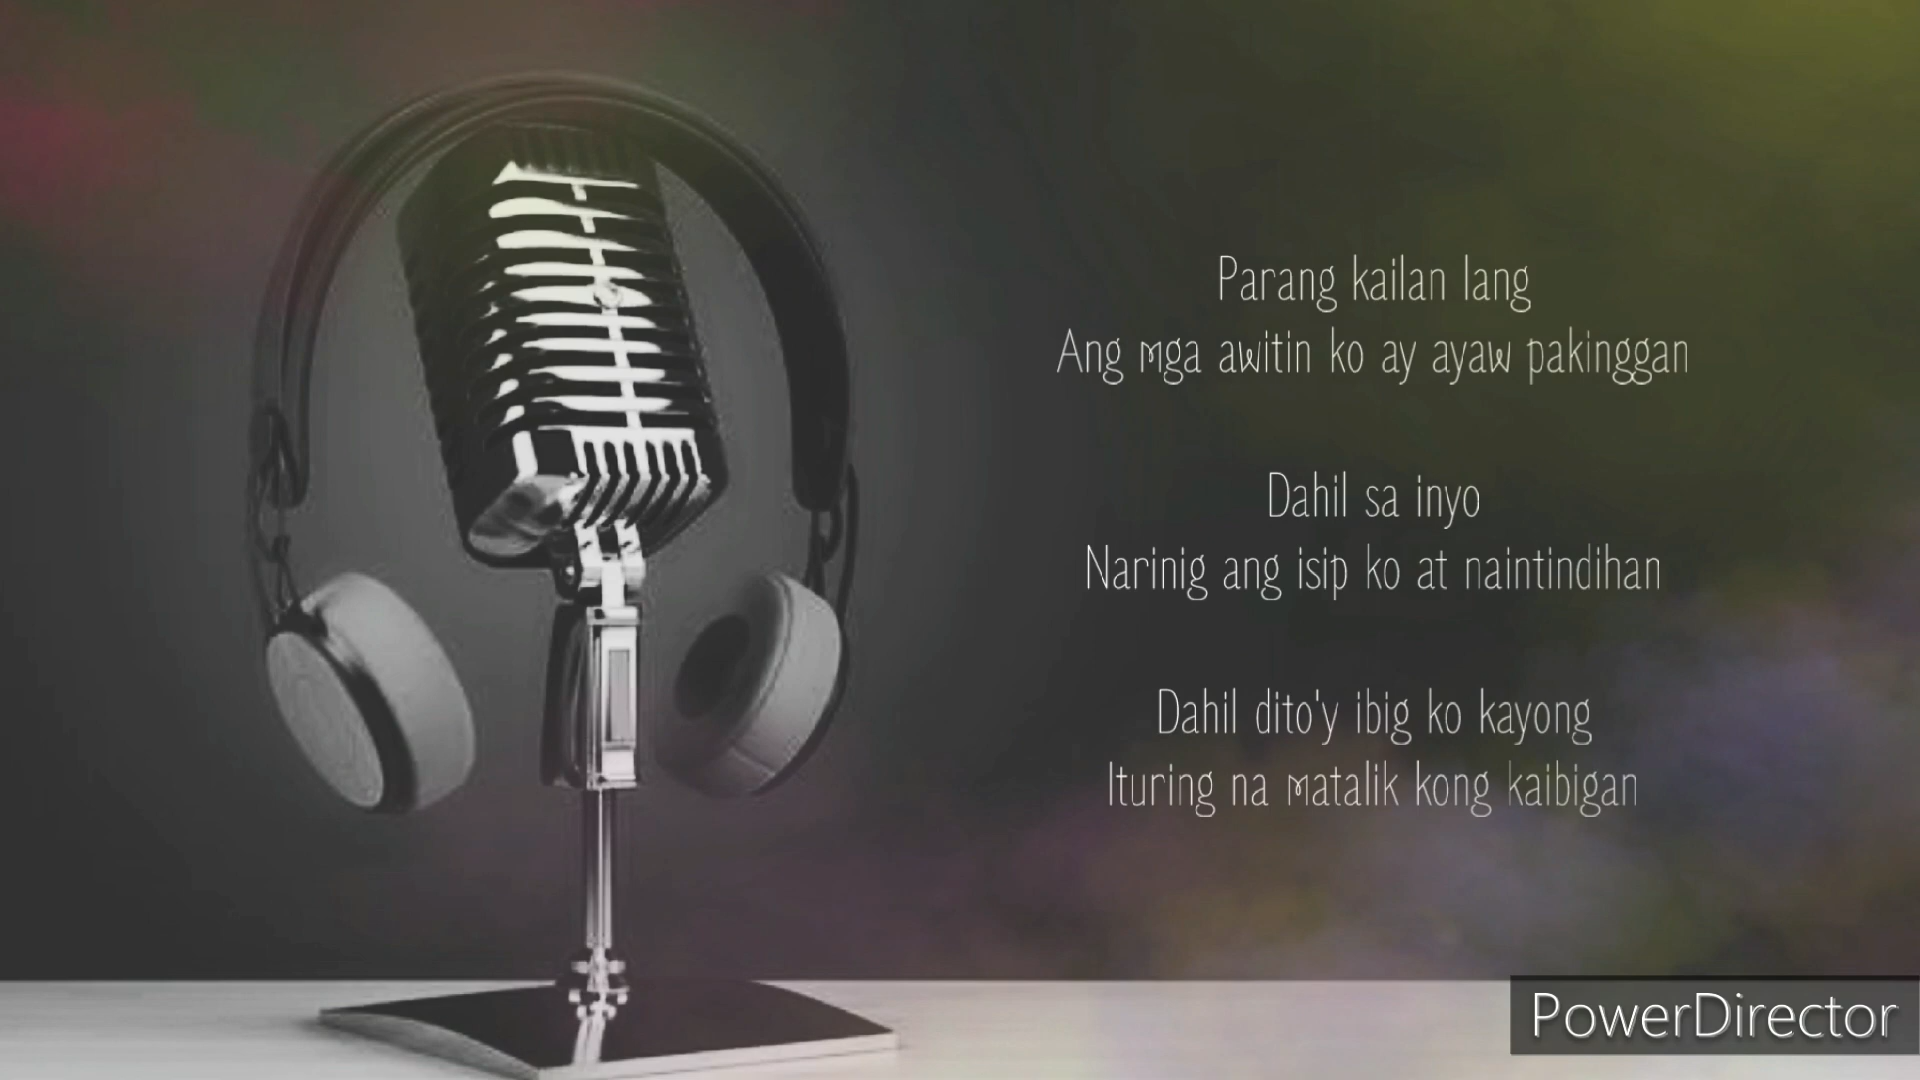 Parang kailan lang
Ang mga awitin ko ay ayaw pakinggan
Dahil sa inyo
Narinig ang isip ko at naintindihan
Dahil dito'y ibig ko kayong
Ituring na matalik kong kaibigan
PowerDirector